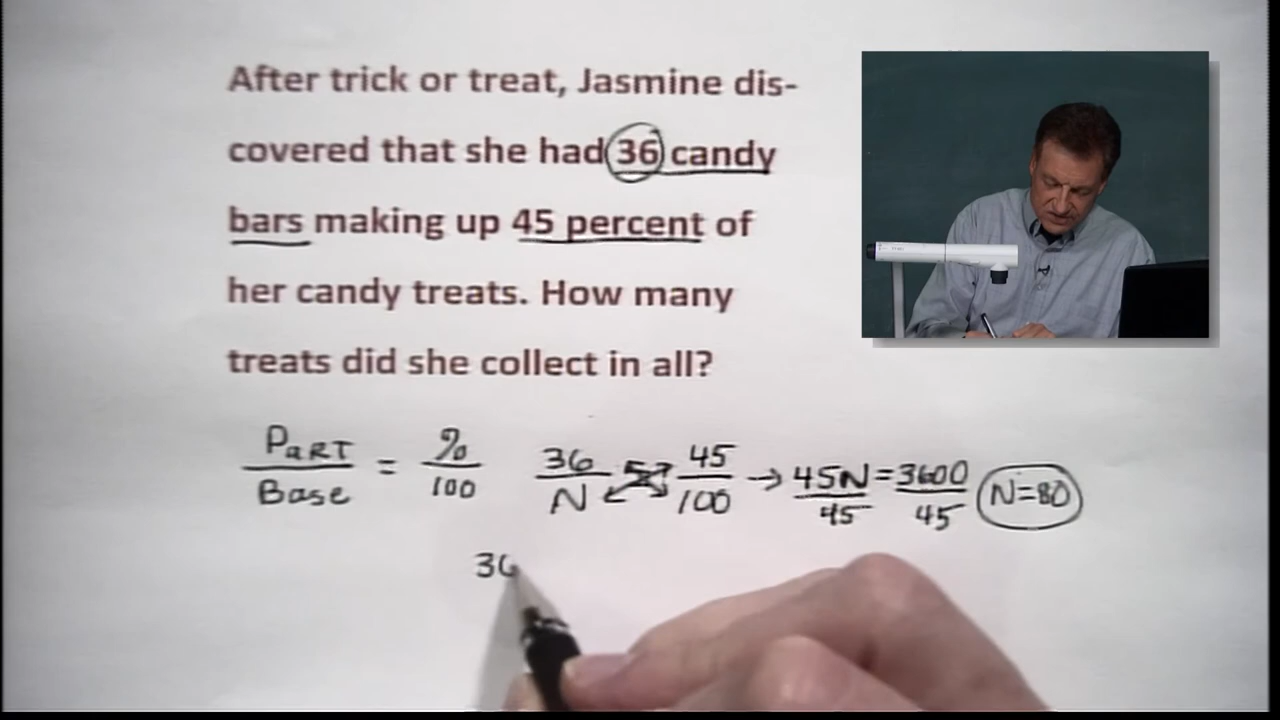 After trick or treat, Jasmine dis-
covered that she had 36 candy
bars making up 45 percent of
her candy treats. How many
treats did she collect in all?
PaRT / Base = % / 100
36 / N 45 / 100 → 45N / 45 = 3600 / 45 N=80
36